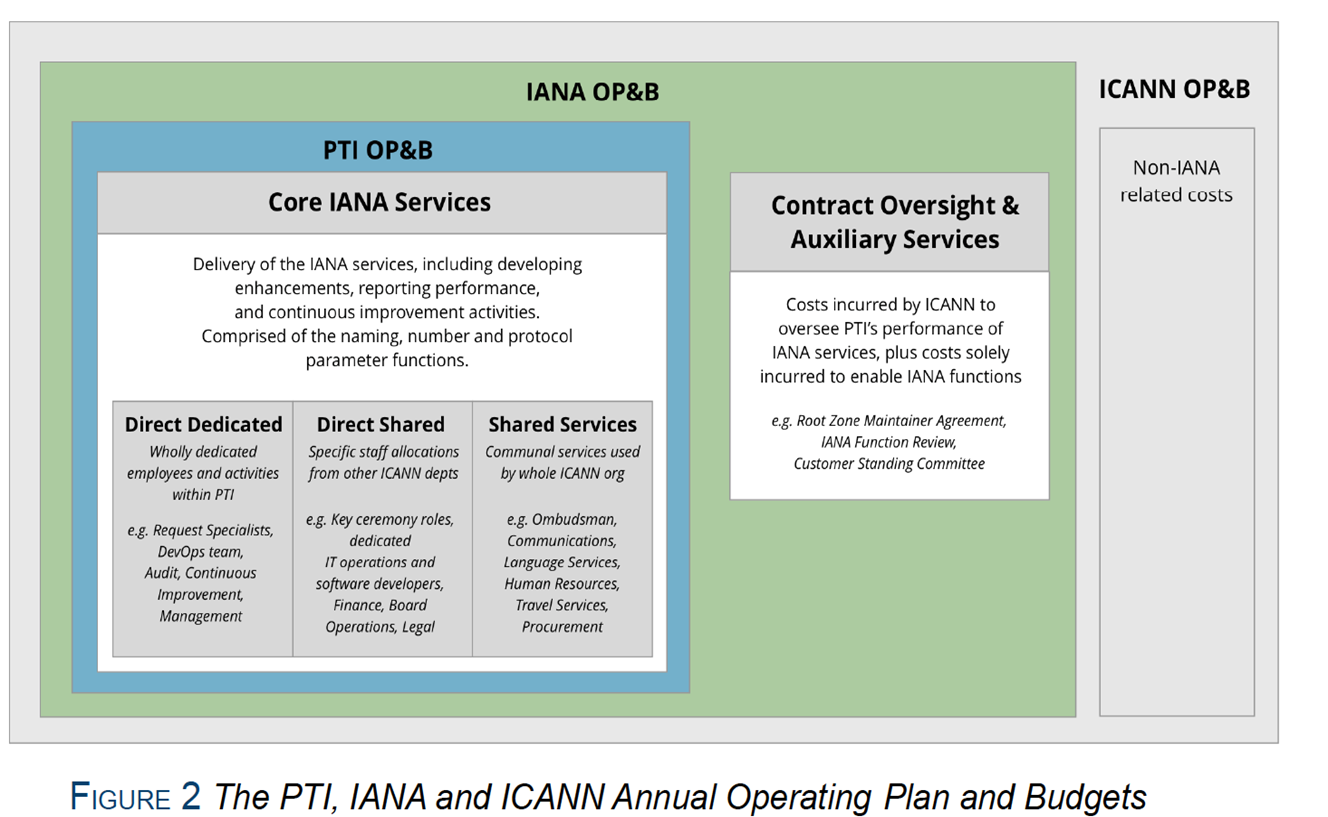 IANA OP&B
ICANN OP&B
PTI OP&B
Core IANA Services
Delivery of the IANA services, including developing
enhancements, reporting performance,
and continuous improvement activities.
Comprised of the naming, number and protocol
parameter functions.
Direct Dedicated
Wholly dedicated
employees and activities
within PTI
e.g. Request Specialists,
DevOps team,
Audit, Continuous
Improvement,
Management
Direct Shared
Specific staff allocations
from other ICANN depts
e.g. Key ceremony roles,
dedicated
IT operations and
software developers,
Finance, Board
Operations, Legal
Shared Services
Communal services used
by whole ICANN org
e.g. Ombudsman,
Communications,
Language Services,
Human Resources,
Travel Services,
Procurement
Contract Oversight &
Auxiliary Services
Costs incurred by ICANN to
oversee PTI’s performance of
IANA services, plus costs solely
incurred to enable IANA functions
e.g. Root Zone Maintainer Agreement,
IANA Function Review,
Customer Standing Committee
Non-IANA
related costs
FIGURE 2 The PTI, IANA and ICANN Annual Operating Plan and Budgets